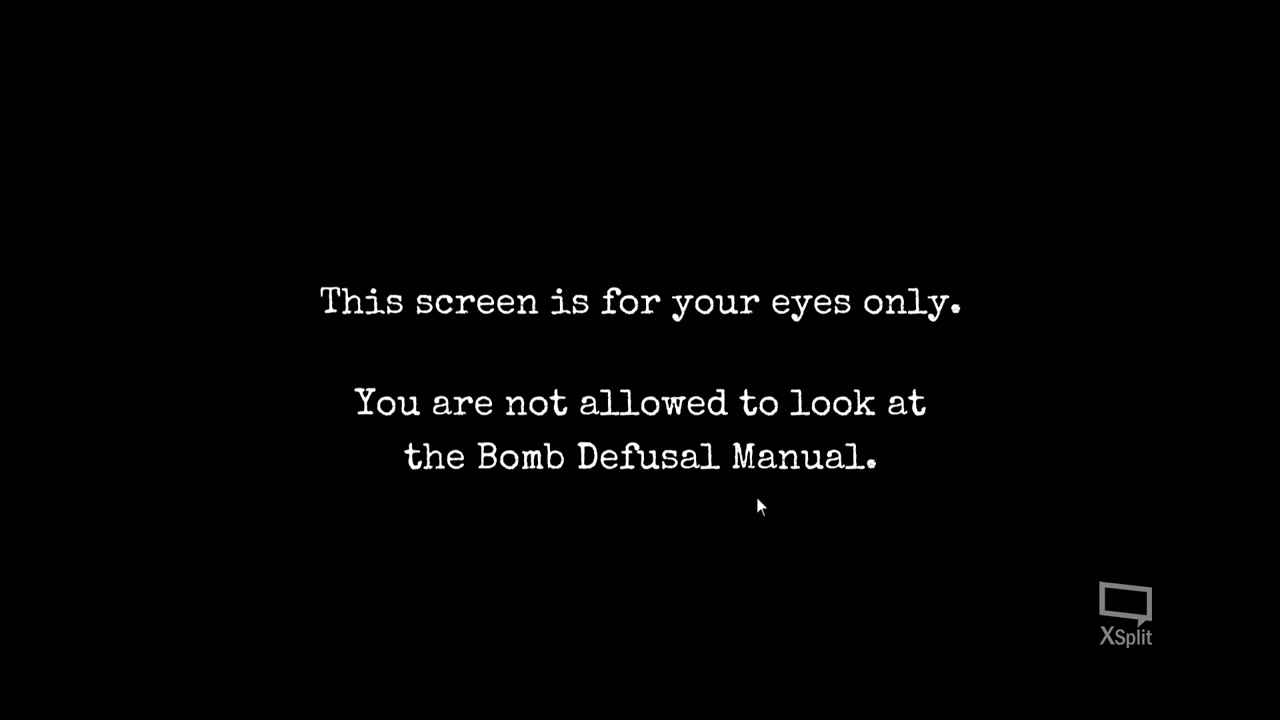 This screen is for your eyes only.
You are not allowed to look at
the Bomb Defusal Manual.
XSplit